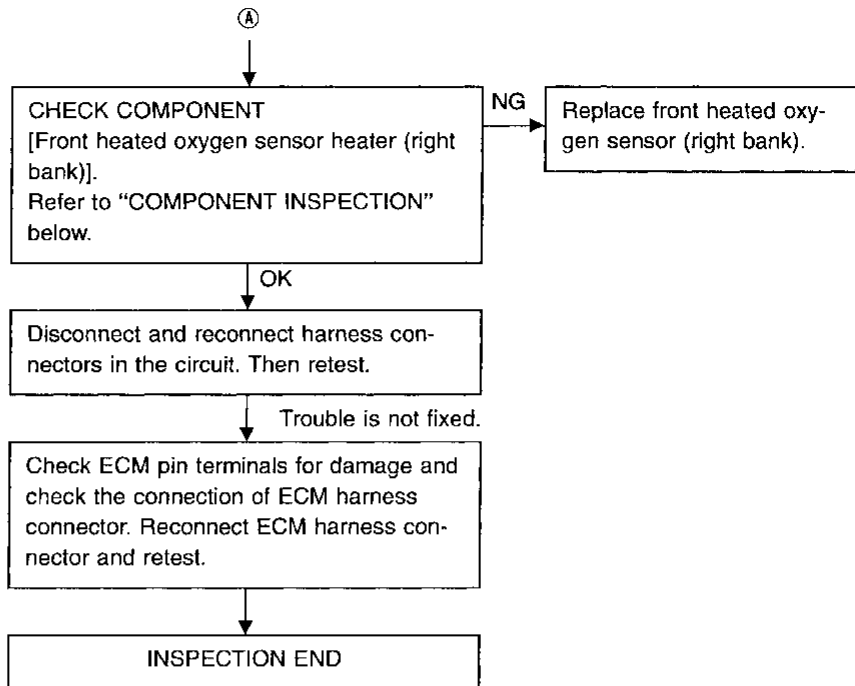 Ⓐ
CHECK COMPONENT
[Front heated oxygen sensor heater (right
bank)].
Refer to “COMPONENT INSPECTION”
below.
NG
Replace front heated oxy-
gen sensor (right bank).
OK
Disconnect and reconnect harness con-
nectors in the circuit. Then retest.
Trouble is not fixed.
Check ECM pin terminals for damage and
check the connection of ECM harness
connector. Reconnect ECM harness con-
nector and retest.
INSPECTION END